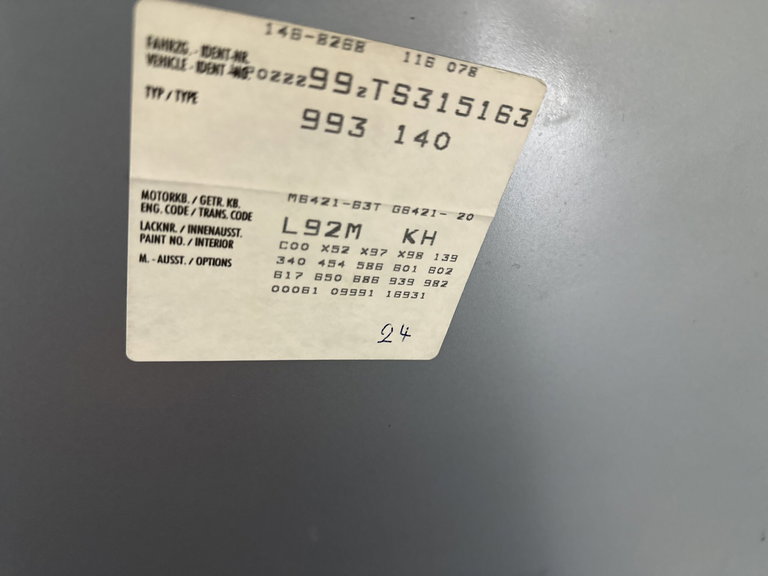 146-8268 116 078
FAHRZG. - IDENT-NR.
VEHICLE - IDENT - NO. P0ZZZ99ZTS315163
TYP / TYPE 993 140
MOTORKB. / GETR. KB. M6421-63T G6421- 20
ENG. CODE / TRANS. CODE
LACKNR. / INNENAUSST. L92M KH
PAINT NO. / INTERIOR
M. - AUSST. / OPTIONS C00 X52 X97 X98 139
340 454 586 601 602
617 650 686 939 982
00061 09991 16931
24